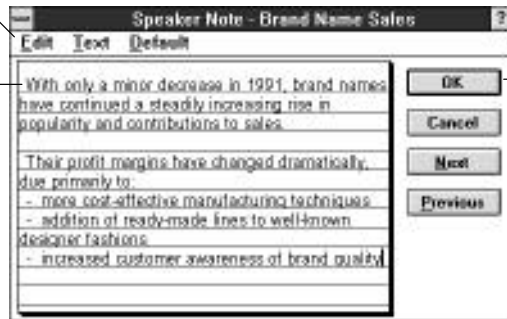 Speaker Note - Brand Name Sales ?
Edit Text Default
With only a minor decrease in 1991, brand names
have continued a steadily increasing rise in
popularity and contributions to sales.
Their profit margins have changed dramatically,
due primarily to:
- more cost-effective manufacturing techniques
- addition of ready-made lines to well-known
designer fashions
- increased customer awareness of brand quality
OK
Cancel
Next
Previous